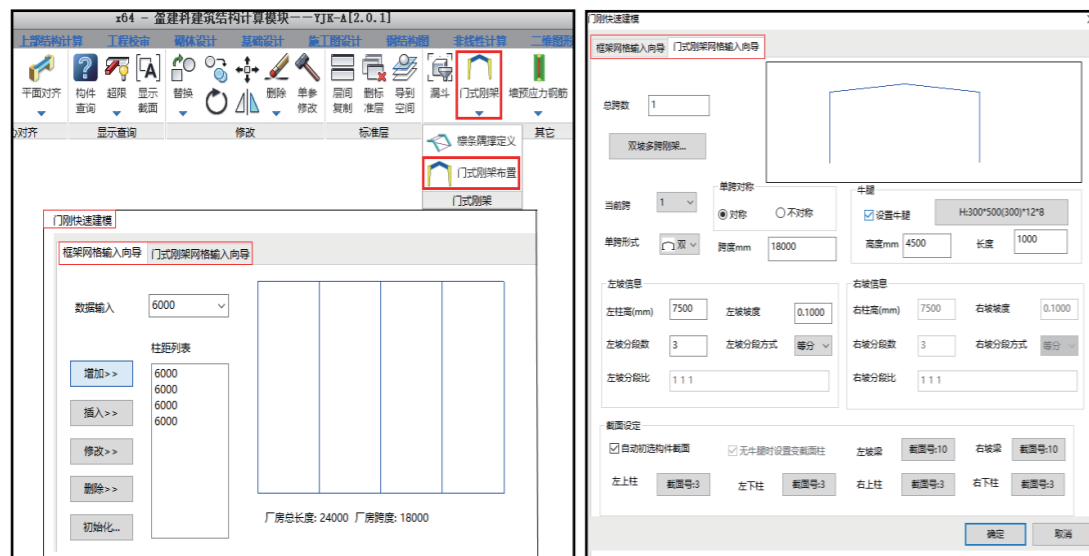 x64 - 盈建科建筑结构计算模块--YJK-A[2.0.1]
上部结构计算 工程校审 砌体设计 基础设计 施工图设计 钢结构图 非线性计算 二维图形
平面对齐 构件查询 超限 显示截面 替换 删除 单参修改 层间复制 删标准层 导到空间 漏斗 门式刚架 墙预应力钢筋
心对齐 显示查询 修改 标准层 其它
檩条隅撑定义
门式刚架布置
门式刚架
门刚快速建模
框架网格输入向导 门式刚架网格输入向导
数据输入 6000
柱距列表
增加>>
插入>>
修改>>
删除>>
初始化...
6000
6000
6000
6000
厂房总长度: 24000 厂房跨度: 18000
门刚快速建模
框架网格输入向导 门式刚架网格输入向导
总跨数 1
双坡多跨刚架...
当前跨 1
单跨对称
对称 不对称
单跨形式 双
跨度mm 18000
牛腿
设置牛腿 H:300*500(300)*12*8
高度mm 4500 长度 1000
左坡信息
左柱高(mm) 7500 左坡坡度 0.1000
左坡分段数 3 左坡分段方式 等分
左坡分段比 1 1 1
右坡信息
右柱高(mm) 7500 右坡坡度 0.1000
右坡分段数 3 右坡分段方式 等分
右坡分段比 1 1 1
截面设定
自动初选构件截面 无牛腿时设置变截面柱 左坡梁 截面号:10 右坡梁 截面号:10
左上柱 截面号:3 左下柱 截面号:3 右上柱 截面号:3 右下柱 截面号:3
确定 取消